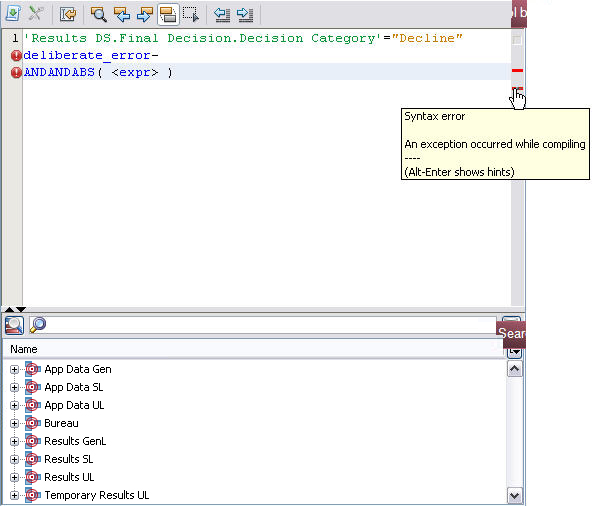 ol b
1 'Results DS.Final Decision.Decision Category'="Decline"
deliberate_error-
ANDANDABS( <expr> )
Syntax error
An exception occurred while compiling
----
(Alt-Enter shows hints)
Sear
Name
App Data Gen
App Data SL
App Data UL
Bureau
Results GenL
Results SL
Results UL
Temporary Results UL